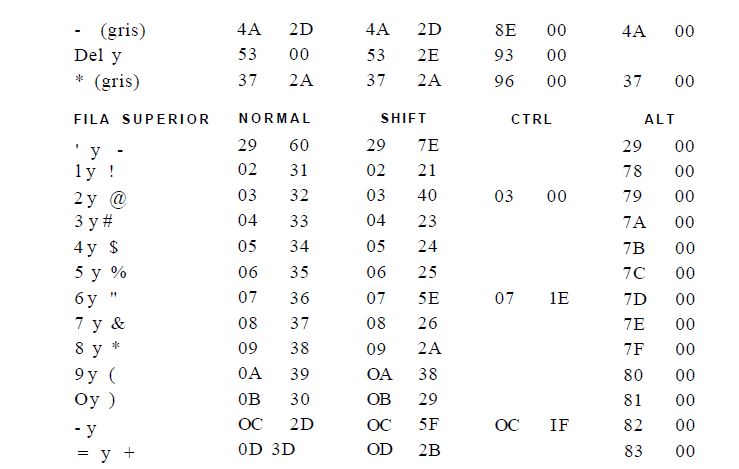 - (gris) 4A 2D 4A 2D 8E 00 4A 00
Del y 53 00 53 2E 93 00
* (gris) 37 2A 37 2A 96 00 37 00
FILA SUPERIOR NORMAL SHIFT CTRL ALT
' y - 29 60 29 7E 29 00
1y ! 02 31 02 21 78 00
2y @ 03 32 03 40 03 00 79 00
3y# 04 33 04 23 7A 00
4y $ 05 34 05 24 7B 00
5 y % 06 35 06 25 7C 00
6y " 07 36 07 5E 07 1E 7D 00
7 y & 08 37 08 26 7E 00
8 y * 09 38 09 2A 7F 00
9y ( 0A 39 OA 38 80 00
Oy ) 0B 30 OB 29 81 00
-y OC 2D OC 5F OC IF 82 00
= y + 0D 3D OD 2B 83 00